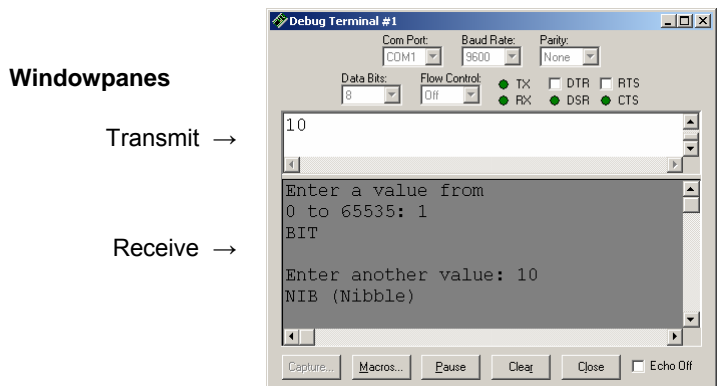 Debug Terminal #1
Com Port: Baud Rate: Parity:
COM1 9600 None
Windowpanes
Data Bits: Flow Control: TX DTR RTS
8 Off RX DSR CTS
Transmit →
10
Enter a value from
0 to 65535: 1
BIT
Receive →
Enter another value: 10
NIB (Nibble)
Capture... Macros... Pause Clear Close Echo Off